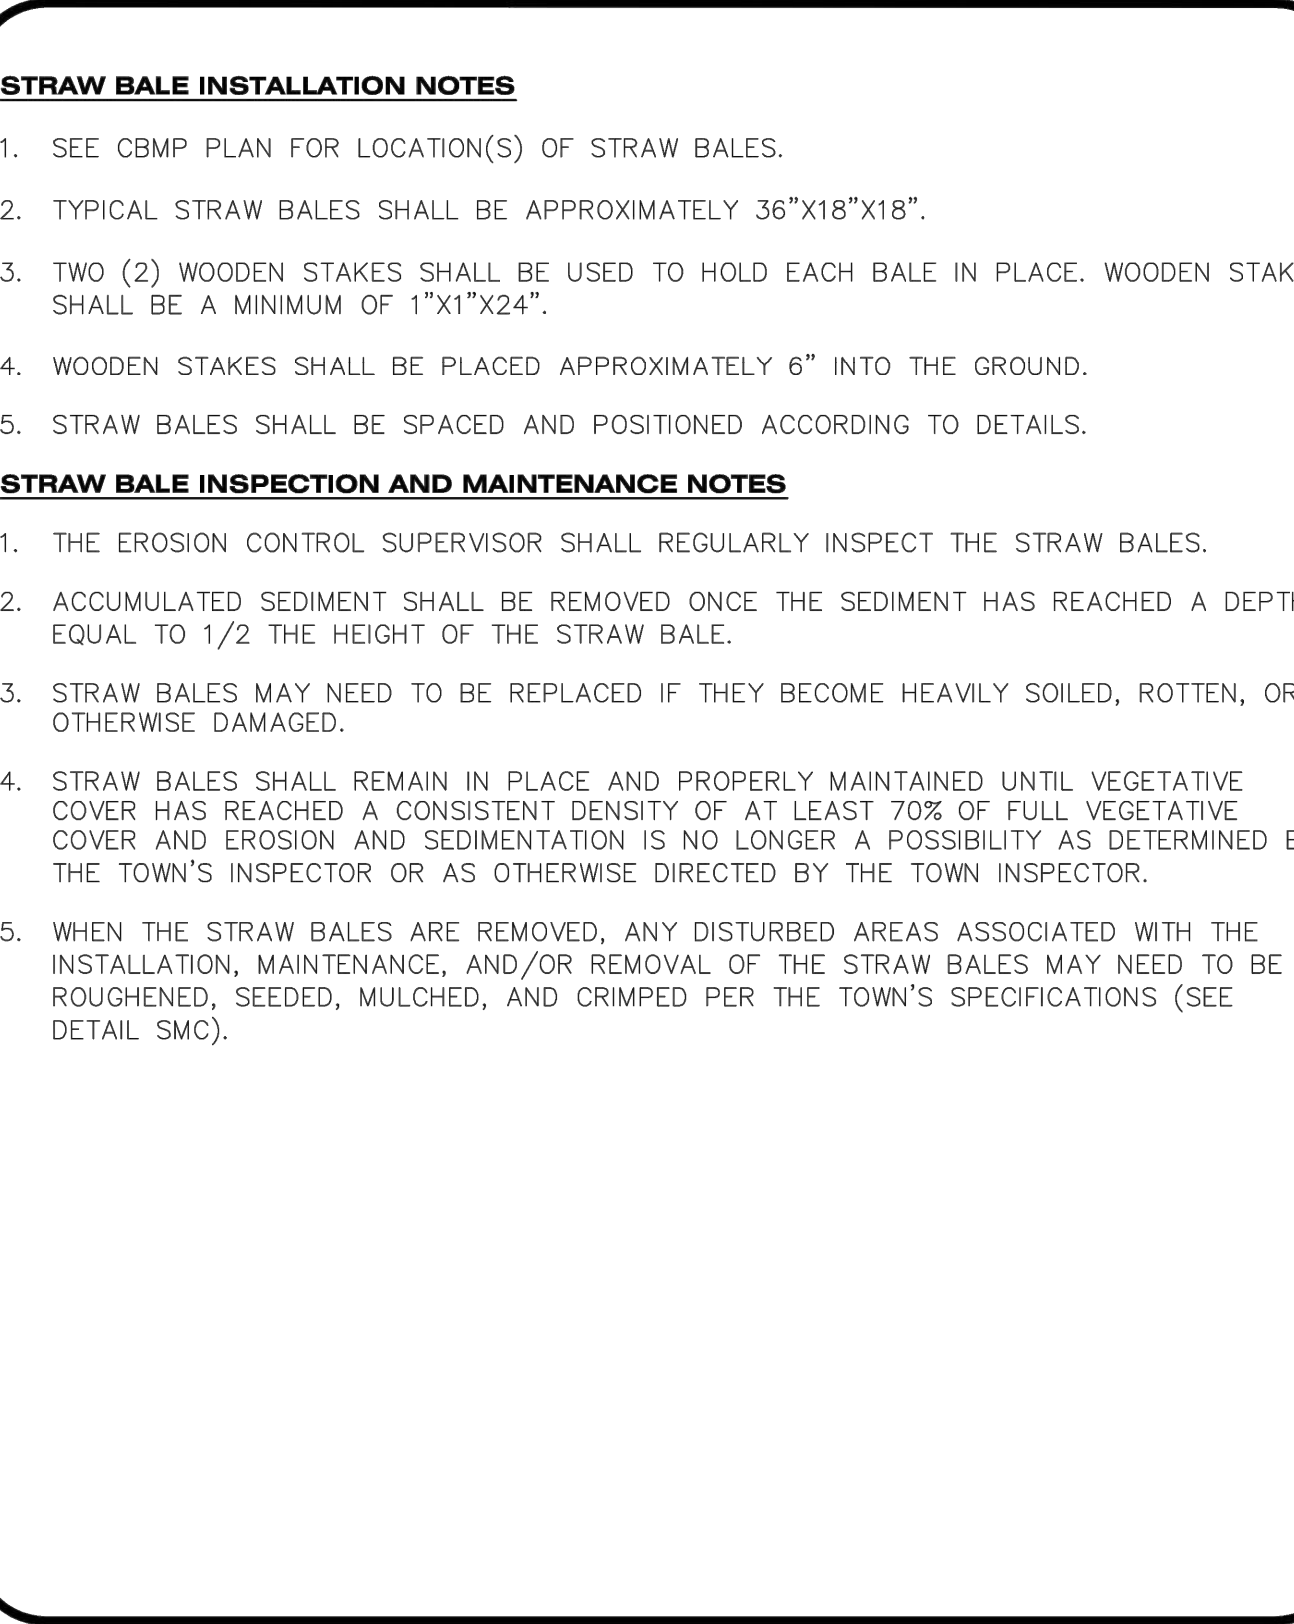 STRAW BALE INSTALLATION NOTES
1. SEE CBMP PLAN FOR LOCATION(S) OF STRAW BALES.
2. TYPICAL STRAW BALES SHALL BE APPROXIMATELY 36”X18”X18”.
3. TWO (2) WOODEN STAKES SHALL BE USED TO HOLD EACH BALE IN PLACE. WOODEN STAK
SHALL BE A MINIMUM OF 1”X1”X24”.
4. WOODEN STAKES SHALL BE PLACED APPROXIMATELY 6” INTO THE GROUND.
5. STRAW BALES SHALL BE SPACED AND POSITIONED ACCORDING TO DETAILS.
STRAW BALE INSPECTION AND MAINTENANCE NOTES
1. THE EROSION CONTROL SUPERVISOR SHALL REGULARLY INSPECT THE STRAW BALES.
2. ACCUMULATED SEDIMENT SHALL BE REMOVED ONCE THE SEDIMENT HAS REACHED A DEPTH
EQUAL TO 1/2 THE HEIGHT OF THE STRAW BALE.
3. STRAW BALES MAY NEED TO BE REPLACED IF THEY BECOME HEAVILY SOILED, ROTTEN, OR
OTHERWISE DAMAGED.
4. STRAW BALES SHALL REMAIN IN PLACE AND PROPERLY MAINTAINED UNTIL VEGETATIVE
COVER HAS REACHED A CONSISTENT DENSITY OF AT LEAST 70% OF FULL VEGETATIVE
COVER AND EROSION AND SEDIMENTATION IS NO LONGER A POSSIBILITY AS DETERMINED
THE TOWN’S INSPECTOR OR AS OTHERWISE DIRECTED BY THE TOWN INSPECTOR.
5. WHEN THE STRAW BALES ARE REMOVED, ANY DISTURBED AREAS ASSOCIATED WITH THE
INSTALLATION, MAINTENANCE, AND/OR REMOVAL OF THE STRAW BALES MAY NEED TO BE
ROUGHENED, SEEDED, MULCHED, AND CRIMPED PER THE TOWN’S SPECIFICATIONS (SEE
DETAIL SMC).